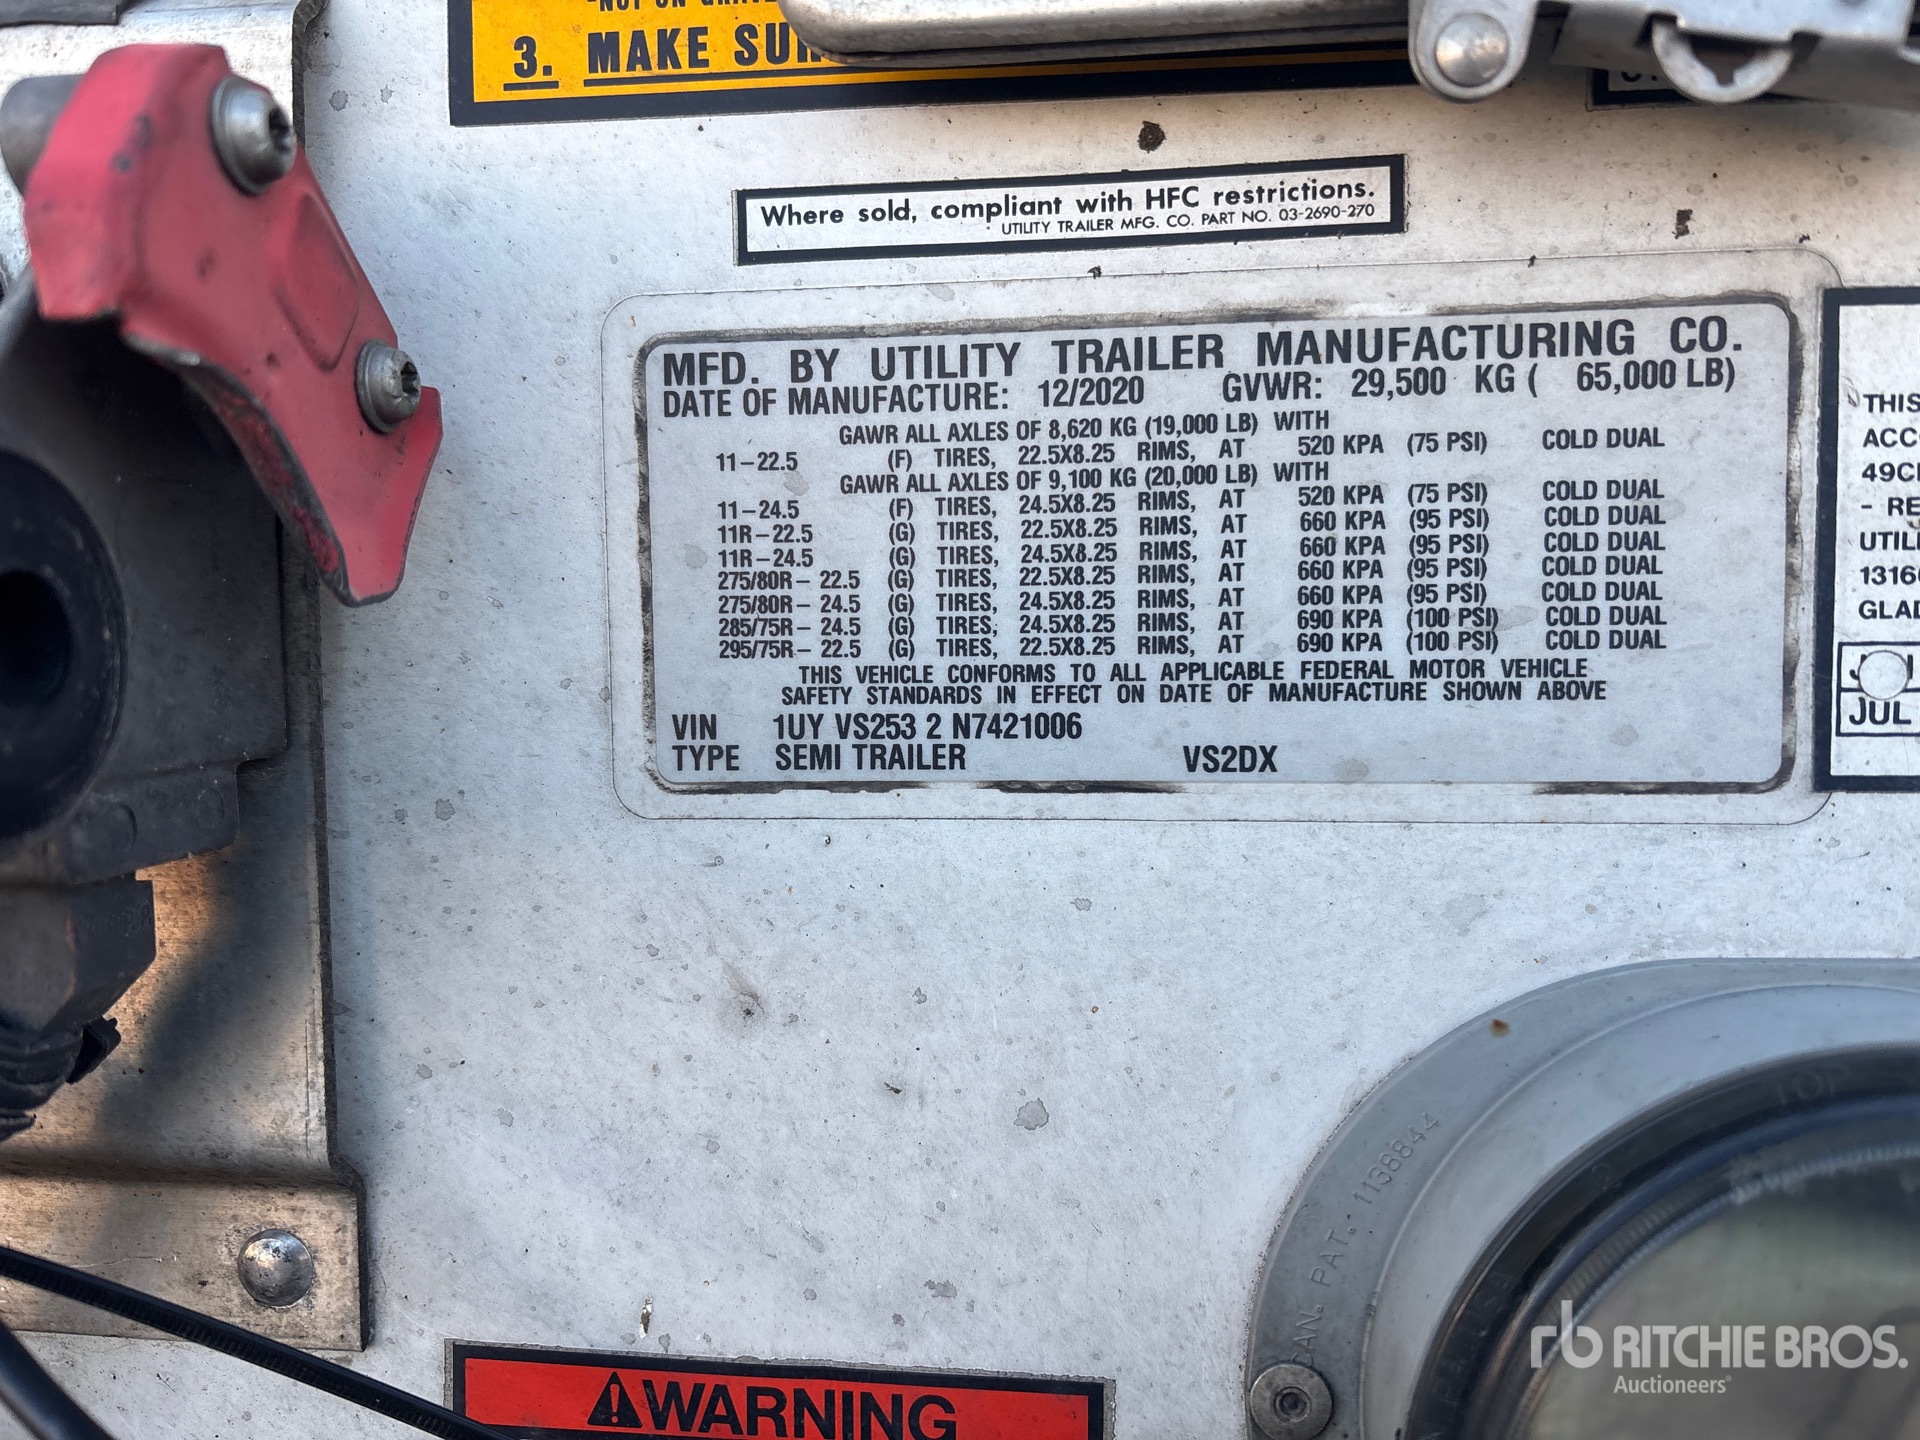 3. MAKE SUR
Where sold, compliant with HFC restrictions.
UTILITY TRAILER MFG. CO. PART NO. 03-2690-270
MFD. BY UTILITY TRAILER MANUFACTURING CO.
DATE OF MANUFACTURE: 12/2020 GVWR: 29,500 KG ( 65,000 LB)
GAWR ALL AXLES OF 8,620 KG (19,000 LB) WITH
11-22.5 (F) TIRES, 22.5X8.25 RIMS, AT 520 KPA (75 PSI) COLD DUAL
GAWR ALL AXLES OF 9,100 KG (20,000 LB) WITH
11-24.5 (F) TIRES, 24.5X8.25 RIMS, AT 520 KPA (75 PSI) COLD DUAL
11R-22.5 (G) TIRES, 22.5X8.25 RIMS, AT 660 KPA (95 PSI) COLD DUAL
11R-24.5 (G) TIRES, 24.5X8.25 RIMS, AT 660 KPA (95 PSI) COLD DUAL
275/80R- 22.5 (G) TIRES, 22.5X8.25 RIMS, AT 660 KPA (95 PSI) COLD DUAL
275/80R- 24.5 (G) TIRES, 24.5X8.25 RIMS, AT 660 KPA (95 PSI) COLD DUAL
285/75R- 24.5 (G) TIRES, 24.5X8.25 RIMS, AT 690 KPA (100 PSI) COLD DUAL
295/75R- 22.5 (G) TIRES, 22.5X8.25 RIMS, AT 690 KPA (100 PSI) COLD DUAL
THIS VEHICLE CONFORMS TO ALL APPLICABLE FEDERAL MOTOR VEHICLE
SAFETY STANDARDS IN EFFECT ON DATE OF MANUFACTURE SHOWN ABOVE
VIN 1UY VS253 2 N7421006
TYPE SEMI TRAILER VS2DX
THIS
ACC
49C
- RE
UTIL
1316
GLAD
JUL
CAN. PAT. 1138844
TOP
WARNING
rb RITCHIE BROS.
Auctioneers